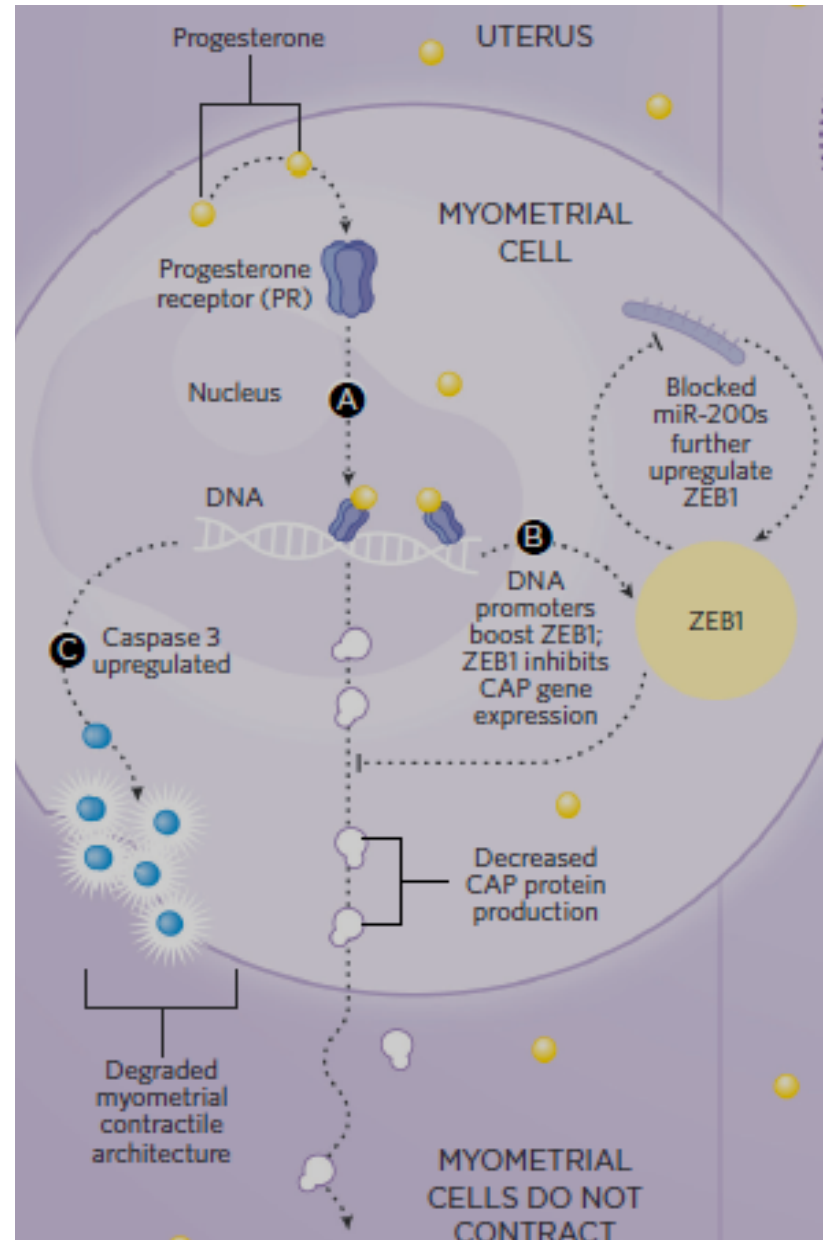 Progesterone
UTERUS
MYOMETRIAL
CELL
Progesterone
receptor (PR)
Nucleus
A
Blocked
miR-200s
further
upregulate
ZEB1
DNA
B
DNA
promoters
boost ZEB1;
ZEB1 inhibits
CAP gene
expression
ZEB1
C
Caspase 3
upregulated
Decreased
CAP protein
production
Degraded
myometrial
contractile
architecture
MYOMETRIAL
CELLS DO NOT
CONTRACT